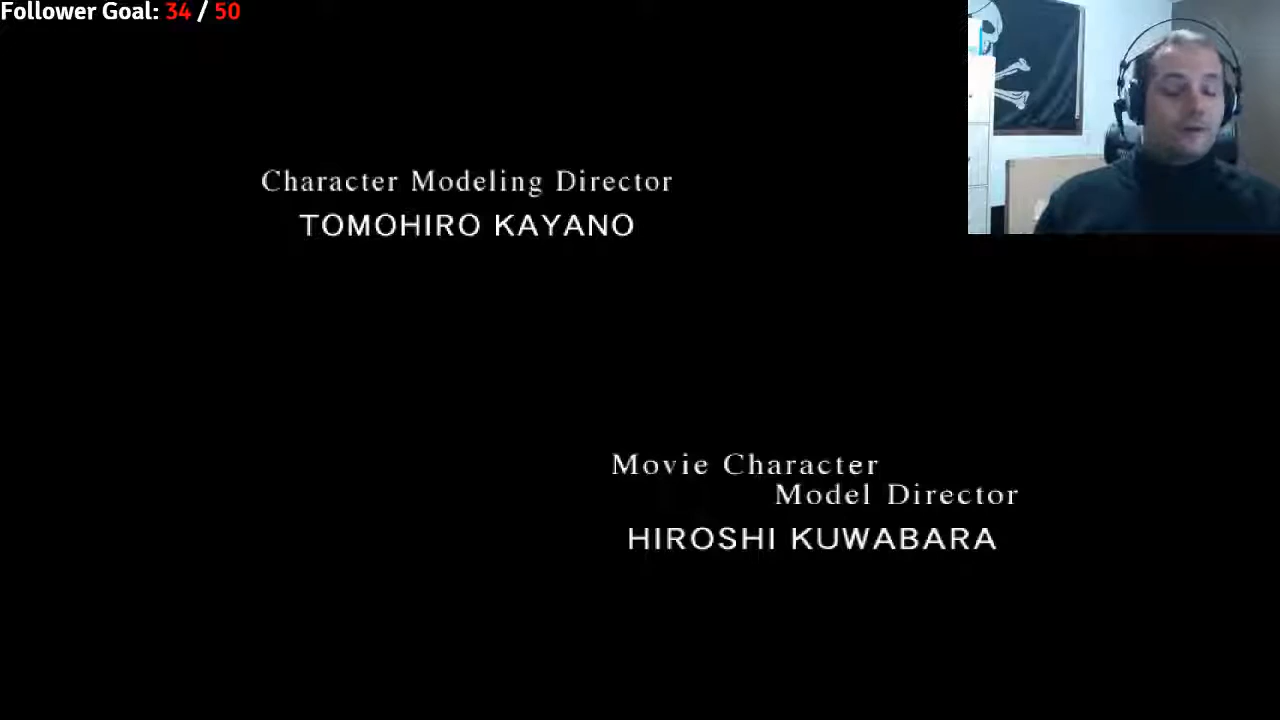 Follower Goal: 34 / 50
Character Modeling Director
TOMOHIRO KAYANO
Movie Character
Model Director
HIROSHI KUWABARA